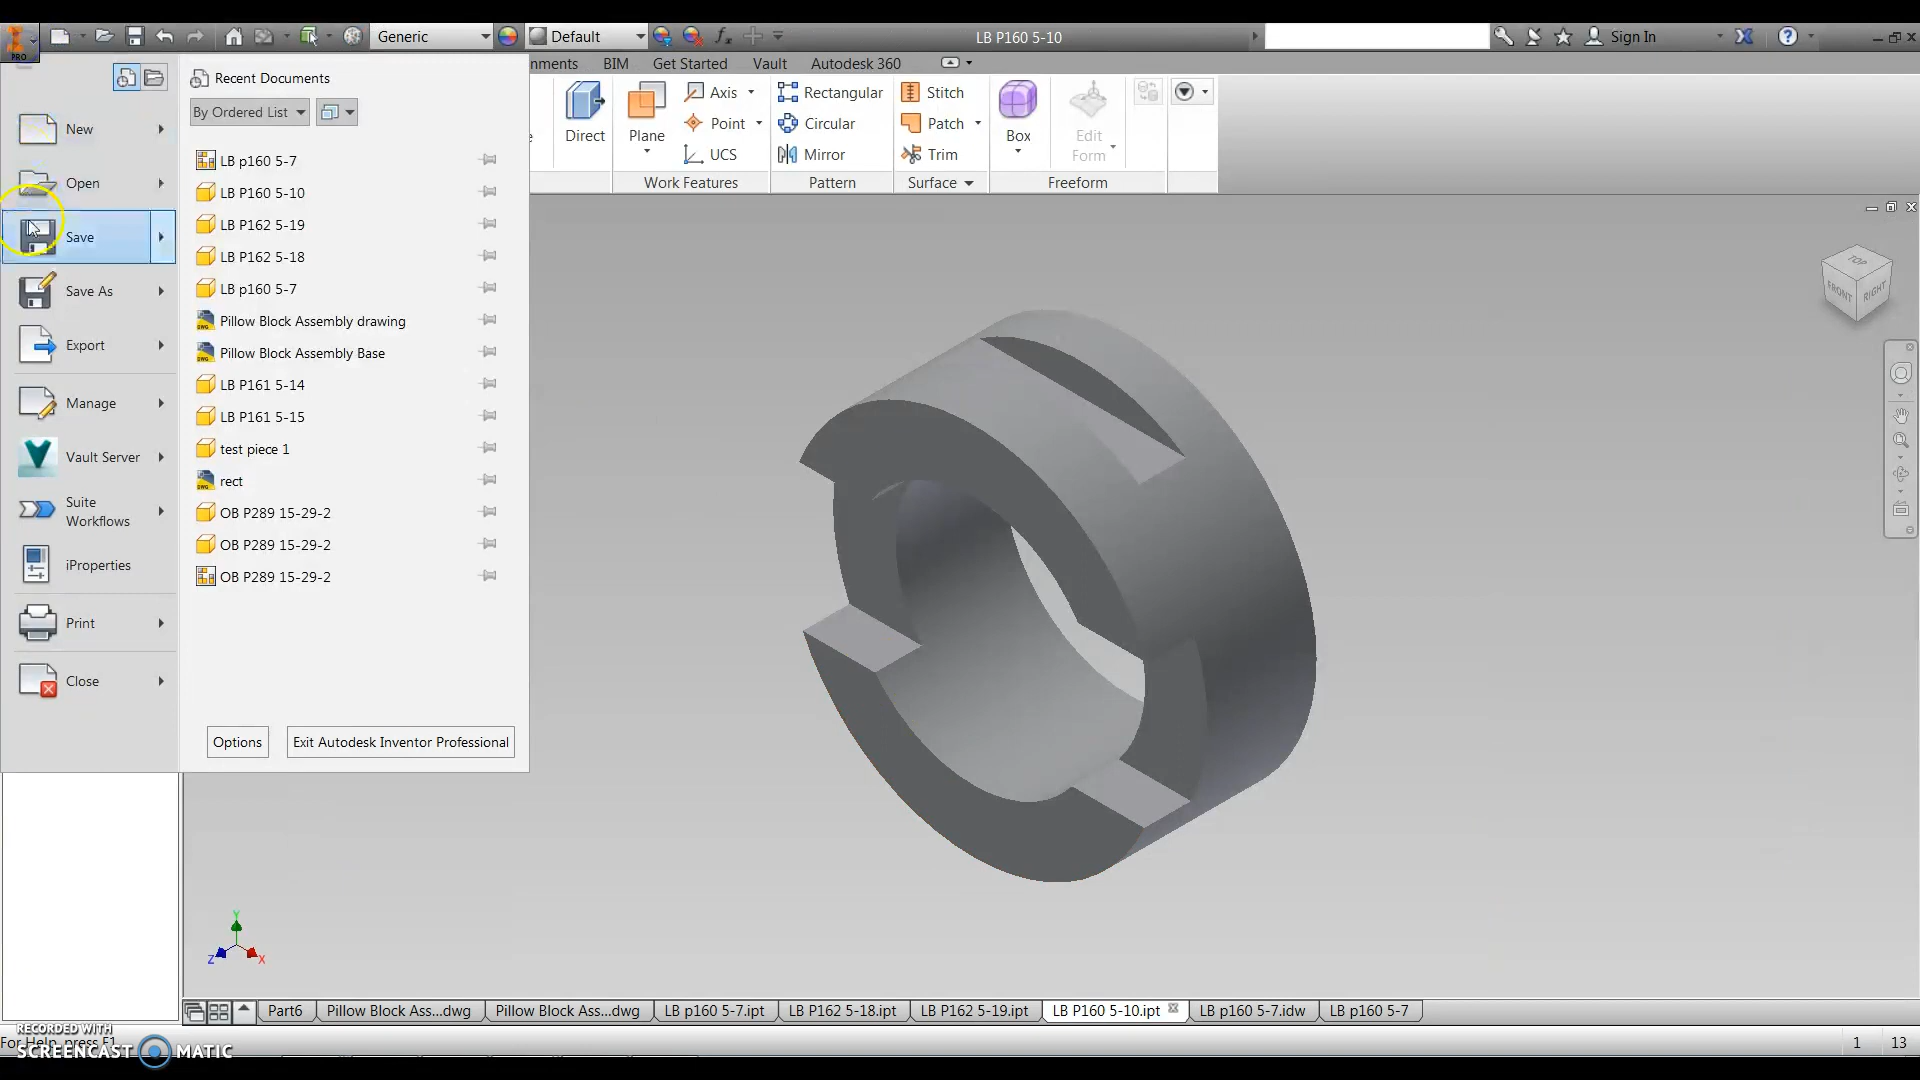 PRO
Generic
Default
LB P160 5-10
Sign In
nments BIM Get Started Vault Autodesk 360
Recent Documents
By Ordered List
New
Open
Save
Save As
Export
Manage
Vault Server
Suite
Workflows
iProperties
Print
Close
LB p160 5-7
LB P160 5-10
LB P162 5-19
LB P162 5-18
LB p160 5-7
Pillow Block Assembly drawing
Pillow Block Assembly Base
LB P161 5-14
LB P161 5-15
test piece 1
rect
OB P289 15-29-2
OB P289 15-29-2
OB P289 15-29-2
Options
Exit Autodesk Inventor Professional
Direct
Plane
Axis
Point
UCS
Work Features
Rectangular
Circular
Mirror
Pattern
Stitch
Patch
Trim
Surface
Box
Edit
Form
Freeform
TOP
FRONT
RIGHT
Y
Z
X
Part6
Pillow Block Ass...dwg
Pillow Block Ass...dwg
LB p160 5-7.ipt
LB P162 5-18.ipt
LB P162 5-19.ipt
LB P160 5-10.ipt
LB p160 5-7.idw
LB p160 5-7
For Help, press F1
1 13
RECORDED WITH
SCREENCAST MATIC